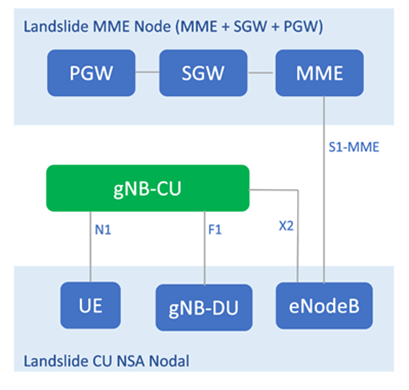 Landslide MME Node (MME + SGW + PGW)
PGW
SGW
MME
S1-MME
gNB-CU
N1
F1
X2
UE
gNB-DU
eNodeB
Landslide CU NSA Nodal